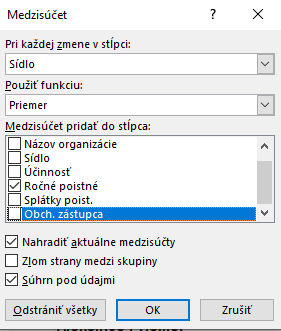 Medzisúčet ? ×
Pri každej zmene v stĺpci:
Sídlo
Použiť funkciu:
Priemer
Medzisúčet pridať do stĺpca:
Názov organizácie
Sídlo
Účinnosť
Ročné poistné
Splátky poist.
Obch. zástupca
Nahradiť aktuálne medzisúčty
Zlom strany medzi skupiny
Súhrn pod údajmi
Odstrániť všetky OK Zrušiť